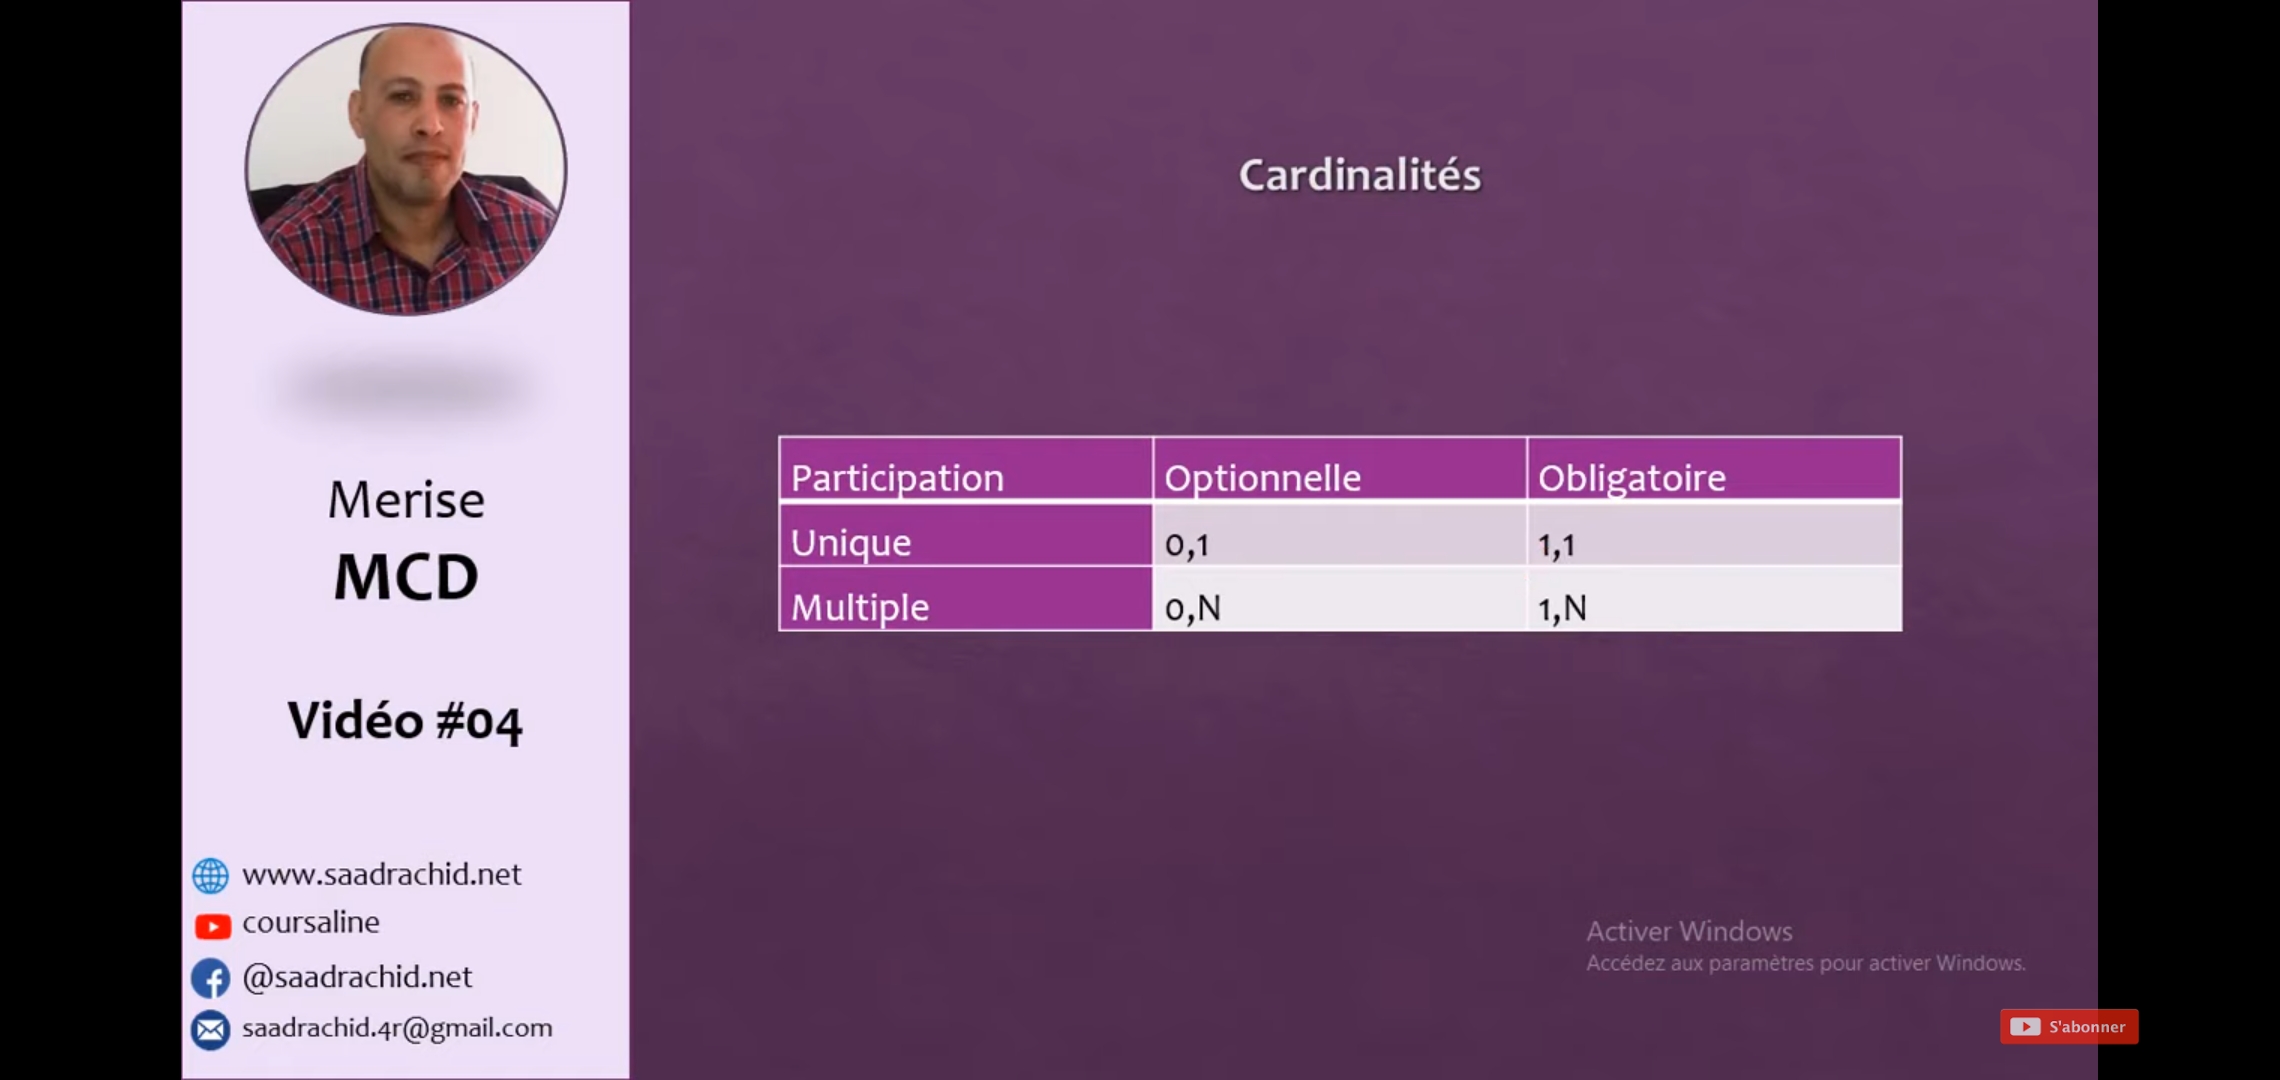 Merise
MCD
Vidéo #04
www.saadrachid.net
coursaline
@saadrachid.net
saadrachid.4r@gmail.com
Cardinalités
Participation Optionnelle Obligatoire
Unique 0,1 1,1
Multiple 0,N 1,N
Activer Windows
Accédez aux paramètres pour activer Windows.
S'abonner